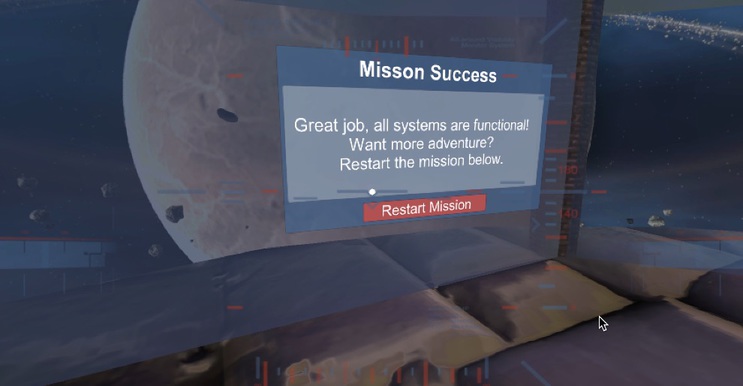 Misson Success
Great job, all systems are functional!
Want more adventure?
Restart the mission below.
Restart Mission